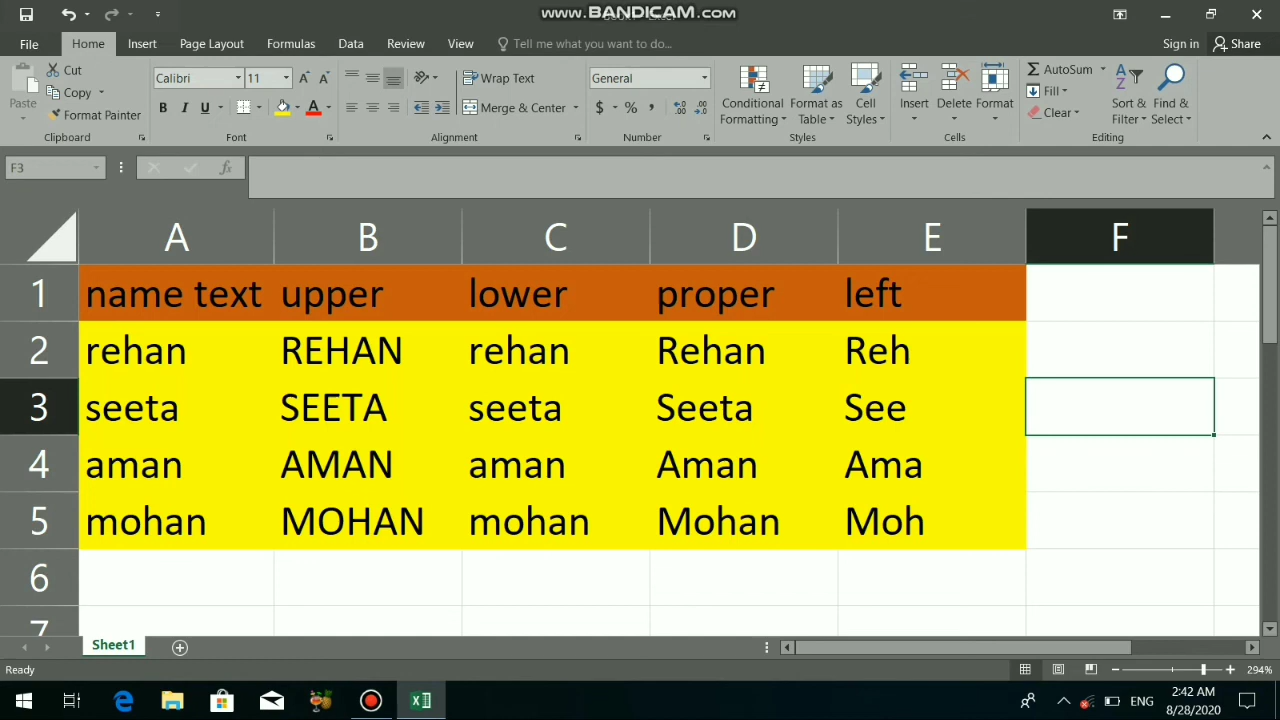 www.BANDICAM.com
File Home Insert Page Layout Formulas Data Review View Tell me what you want to do... Sign in Share
Paste Cut Copy Format Painter
Calibri 11
Wrap Text Merge & Center
General
$ % ,
Conditional Formatting Format as Table Cell Styles
Insert Delete Format
AutoSum Fill Clear Sort & Filter Find & Select
Clipboard Font Alignment Number Styles Cells Editing
F3 fx
A B C D E F
1 name text upper lower proper left
2 rehan REHAN rehan Rehan Reh
3 seeta SEETA seeta Seeta See
4 aman AMAN aman Aman Ama
5 mohan MOHAN mohan Mohan Moh
6
7
Sheet1
Ready 294%
ENG 2:42 AM
8/28/2020